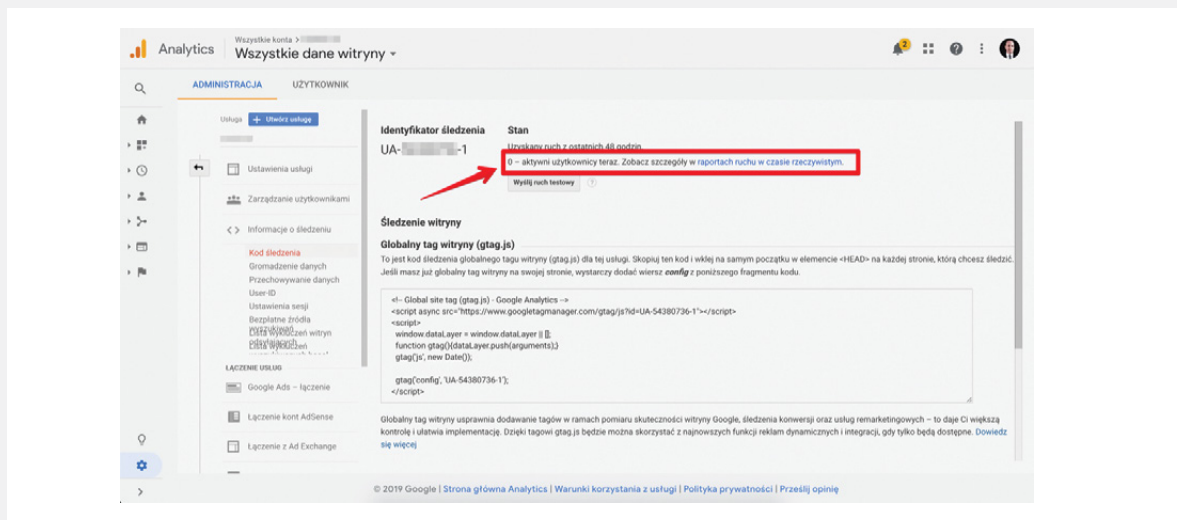 Wszystkie konta >
Analytics
Wszystkie dane witryny
2
ADMINISTRACJA UŻYTKOWNIK
Usługa + Utwórz usługę
Ustawienia usługi
Zarządzanie użytkownikami
< > Informacje o śledzeniu
Kod śledzenia
Gromadzenie danych
Przechowywanie danych
User-ID
Ustawienia sesji
Bezpłatne źródła
wyszukiwań
Lista wykluczeń witryn
odsyłających
Lista wykluczeń
ŁĄCZENIE USŁUG
Google Ads – łączenie
Łączenie kont AdSense
Łączenie z Ad Exchange
Identyfikator śledzenia
UA- -1
Stan
Uzyskany ruch z ostatnich 48 godzin.
0 – aktywni użytkownicy teraz. Zobacz szczegóły w raportach ruchu w czasie rzeczywistym.
Wyślij ruch testowy ?
Śledzenie witryny
Globalny tag witryny (gtag.js)
To jest kod śledzenia globalnego tagu witryny (gtag.js) dla tej usługi. Skopiuj ten kod i wklej na samym początku w elemencie <HEAD> na każdej stronie, którą chcesz śledzić.
Jeśli masz już globalny tag witryny na swojej stronie, wystarczy dodać wiersz config z poniższego fragmentu kodu.
<!-- Global site tag (gtag.js) - Google Analytics -->
<script async src="https://www.googletagmanager.com/gtag/js?id=UA-54380736-1"></script>
<script>
window.dataLayer = window.dataLayer || [];
function gtag(){dataLayer.push(arguments);}
gtag('js', new Date());
gtag('config', 'UA-54380736-1');
</script>
Globalny tag witryny usprawnia dodawanie tagów w ramach pomiaru skuteczności witryny Google, śledzenia konwersji oraz usług remarketingowych – to daje Ci większą
kontrolę i ułatwia implementację. Dzięki tagowi gtag.js będzie można skorzystać z najnowszych funkcji reklam dynamicznych i integracji, gdy tylko będą dostępne. Dowiedz
się więcej
© 2019 Google | Strona główna Analytics | Warunki korzystania z usługi | Polityka prywatności | Prześlij opinię